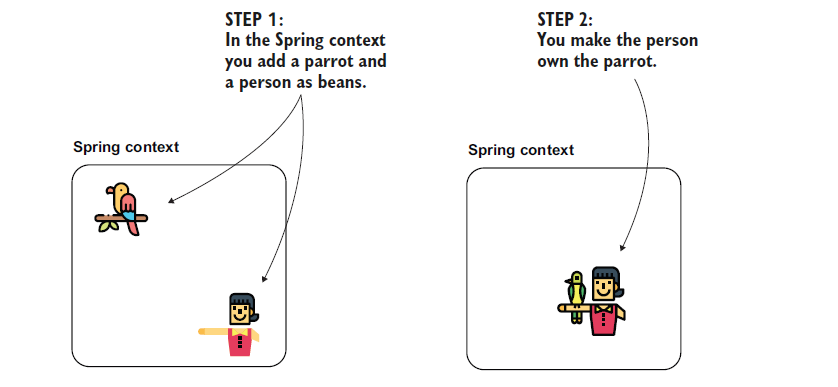 STEP 1:
In the Spring context
you add a parrot and
a person as beans.
Spring context
STEP 2:
You make the person
own the parrot.
Spring context